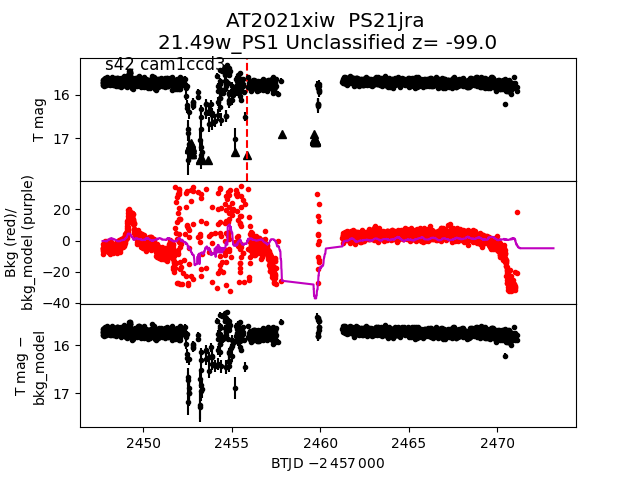 AT2021xiw  PS21jra
21.49w_PS1 Unclassified z= -99.0
s42 cam1ccd3
T mag
16
17
Bkg (red)/
bkg_model (purple)
20
0
−20
−40
T mag −
bkg_model
16
17
2450
2455
2460
2465
2470
BTJD −2 457 000